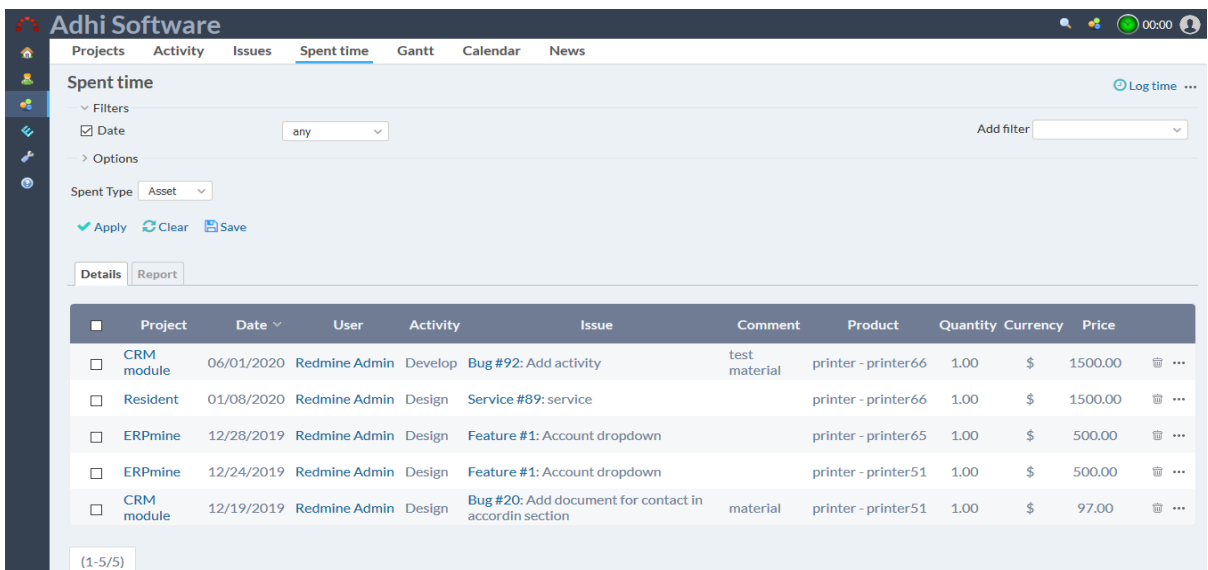 Adhi Software
00:00
Projects Activity Issues Spent time Gantt Calendar News
Spent time
Log time
Filters
Date any Add filter
Options
Spent Type Asset
Apply Clear Save
Details Report
Project Date User Activity Issue Comment Product Quantity Currency Price
CRM module 06/01/2020 Redmine Admin Develop Bug #92: Add activity test material printer - printer66 1.00 $ 1500.00
Resident 01/08/2020 Redmine Admin Design Service #89: service printer - printer66 1.00 $ 1500.00
ERPmine 12/28/2019 Redmine Admin Design Feature #1: Account dropdown printer - printer65 1.00 $ 500.00
ERPmine 12/24/2019 Redmine Admin Design Feature #1: Account dropdown printer - printer51 1.00 $ 500.00
CRM module 12/19/2019 Redmine Admin Design Bug #20: Add document for contact in accordin section material printer - printer51 1.00 $ 97.00
(1-5/5)